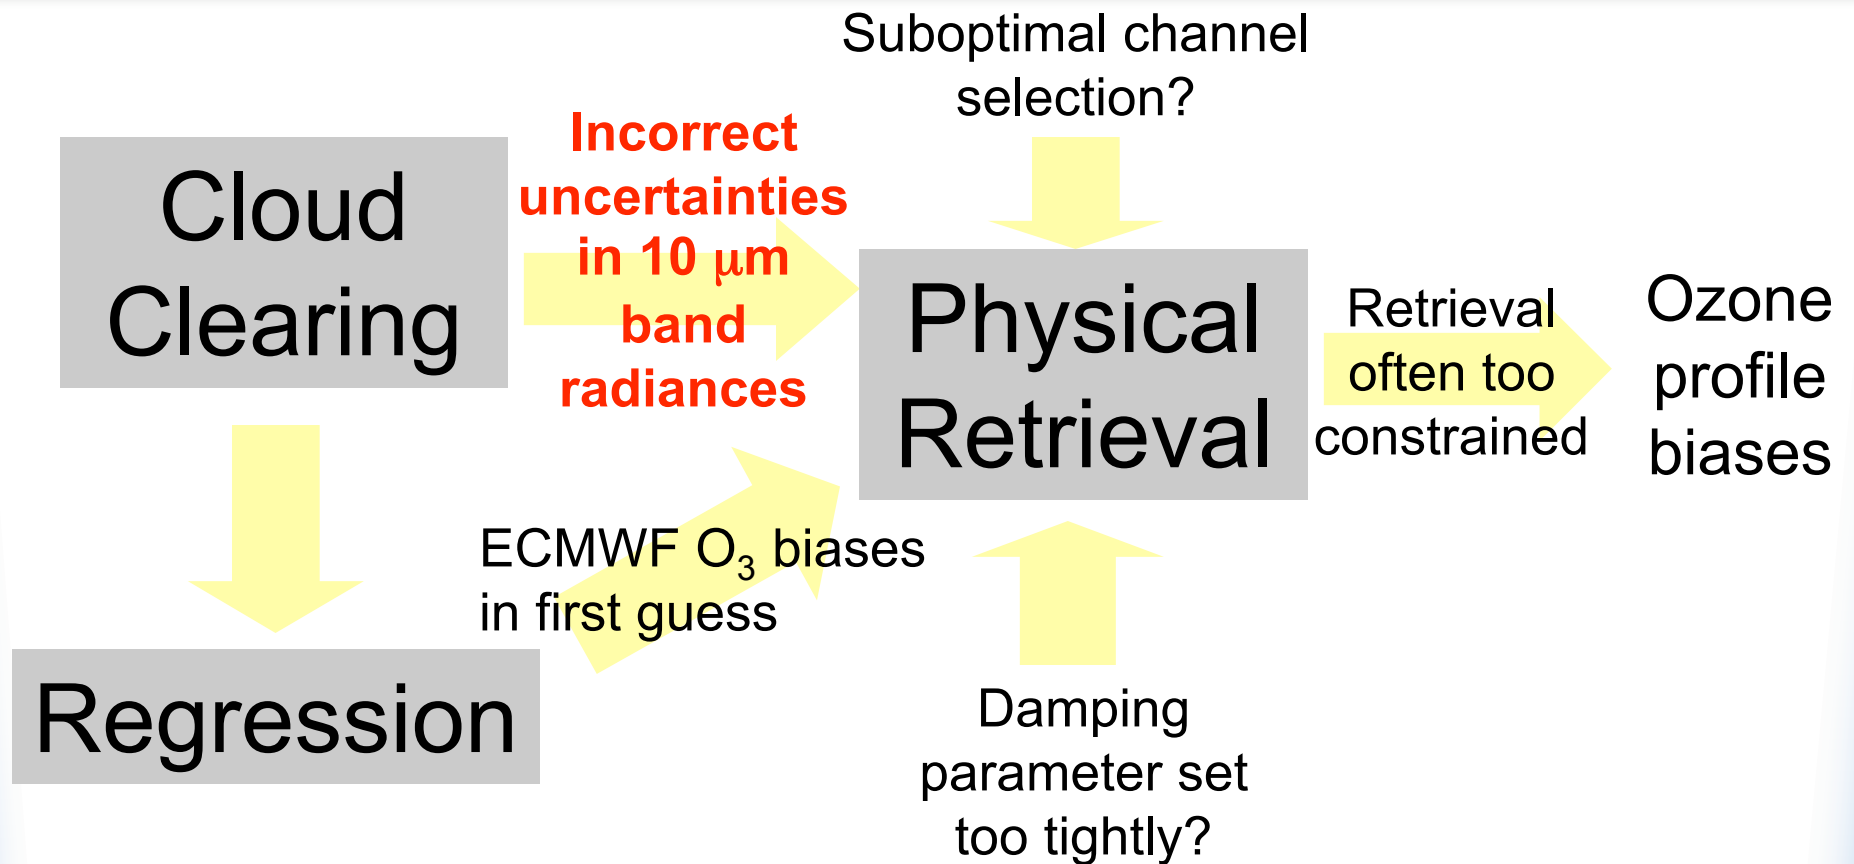 Suboptimal channel
selection?
Cloud
Clearing
Incorrect
uncertainties
in 10 μm
band
radiances
Physical
Retrieval
Retrieval
often too
constrained
Ozone
profile
biases
ECMWF O₃ biases
in first guess
Regression
Damping
parameter set
too tightly?